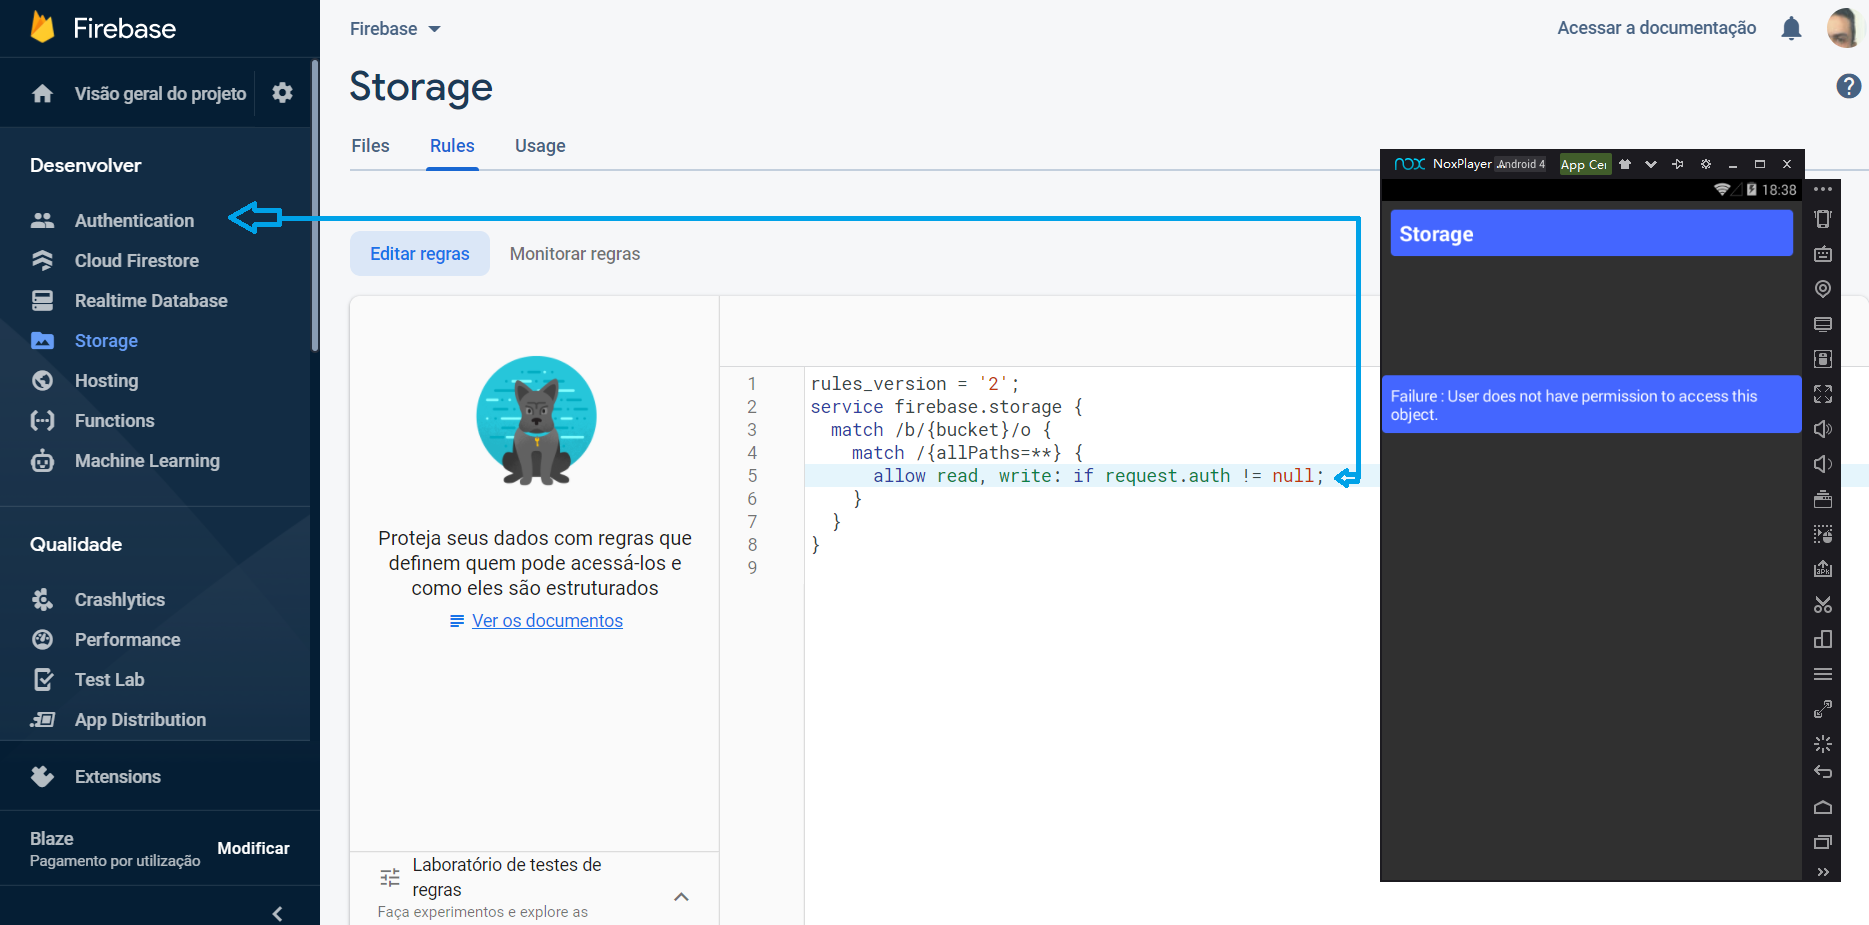 Firebase
Visão geral do projeto
Desenvolver
Authentication
Cloud Firestore
Realtime Database
Storage
Hosting
Functions
Machine Learning
Qualidade
Crashlytics
Performance
Test Lab
App Distribution
Extensions
Blaze
Pagamento por utilização
Modificar
Firebase
Acessar a documentação
Storage
Files
Rules
Usage
Editar regras
Monitorar regras
Proteja seus dados com regras que
definem quem pode acessá-los e
como eles são estruturados
Ver os documentos
Laboratório de testes de
regras
Faça experimentos e explore as
1 rules_version = '2';
2 service firebase.storage {
3 match /b/{bucket}/o {
4 match /{allPaths=**} {
5 allow read, write: if request.auth != null;
6 }
7 }
8 }
9
nox NoxPlayer Android 4 App Cer
18:38
Storage
Failure : User does not have permission to access this
object.